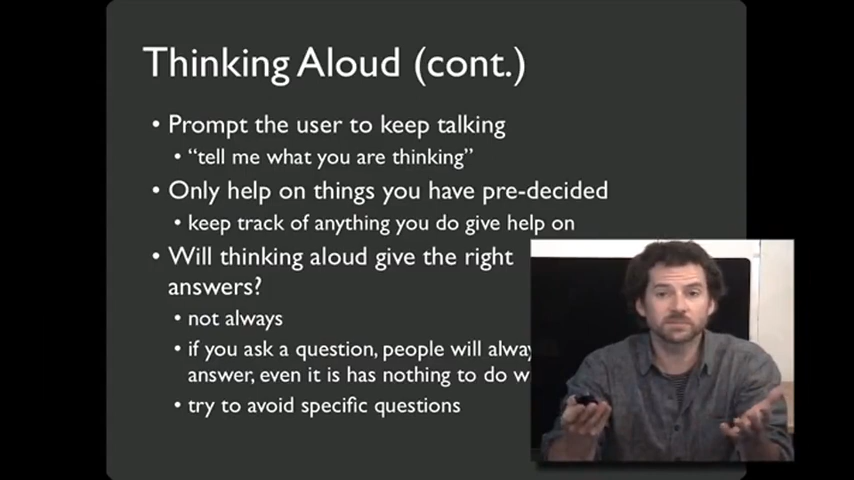 Thinking Aloud (cont.)
• Prompt the user to keep talking
• “tell me what you are thinking”
• Only help on things you have pre-decided
• keep track of anything you do give help on
• Will thinking aloud give the right
answers?
• not always
• if you ask a question, people will
answer, even it is has nothing to do
• try to avoid specific questions